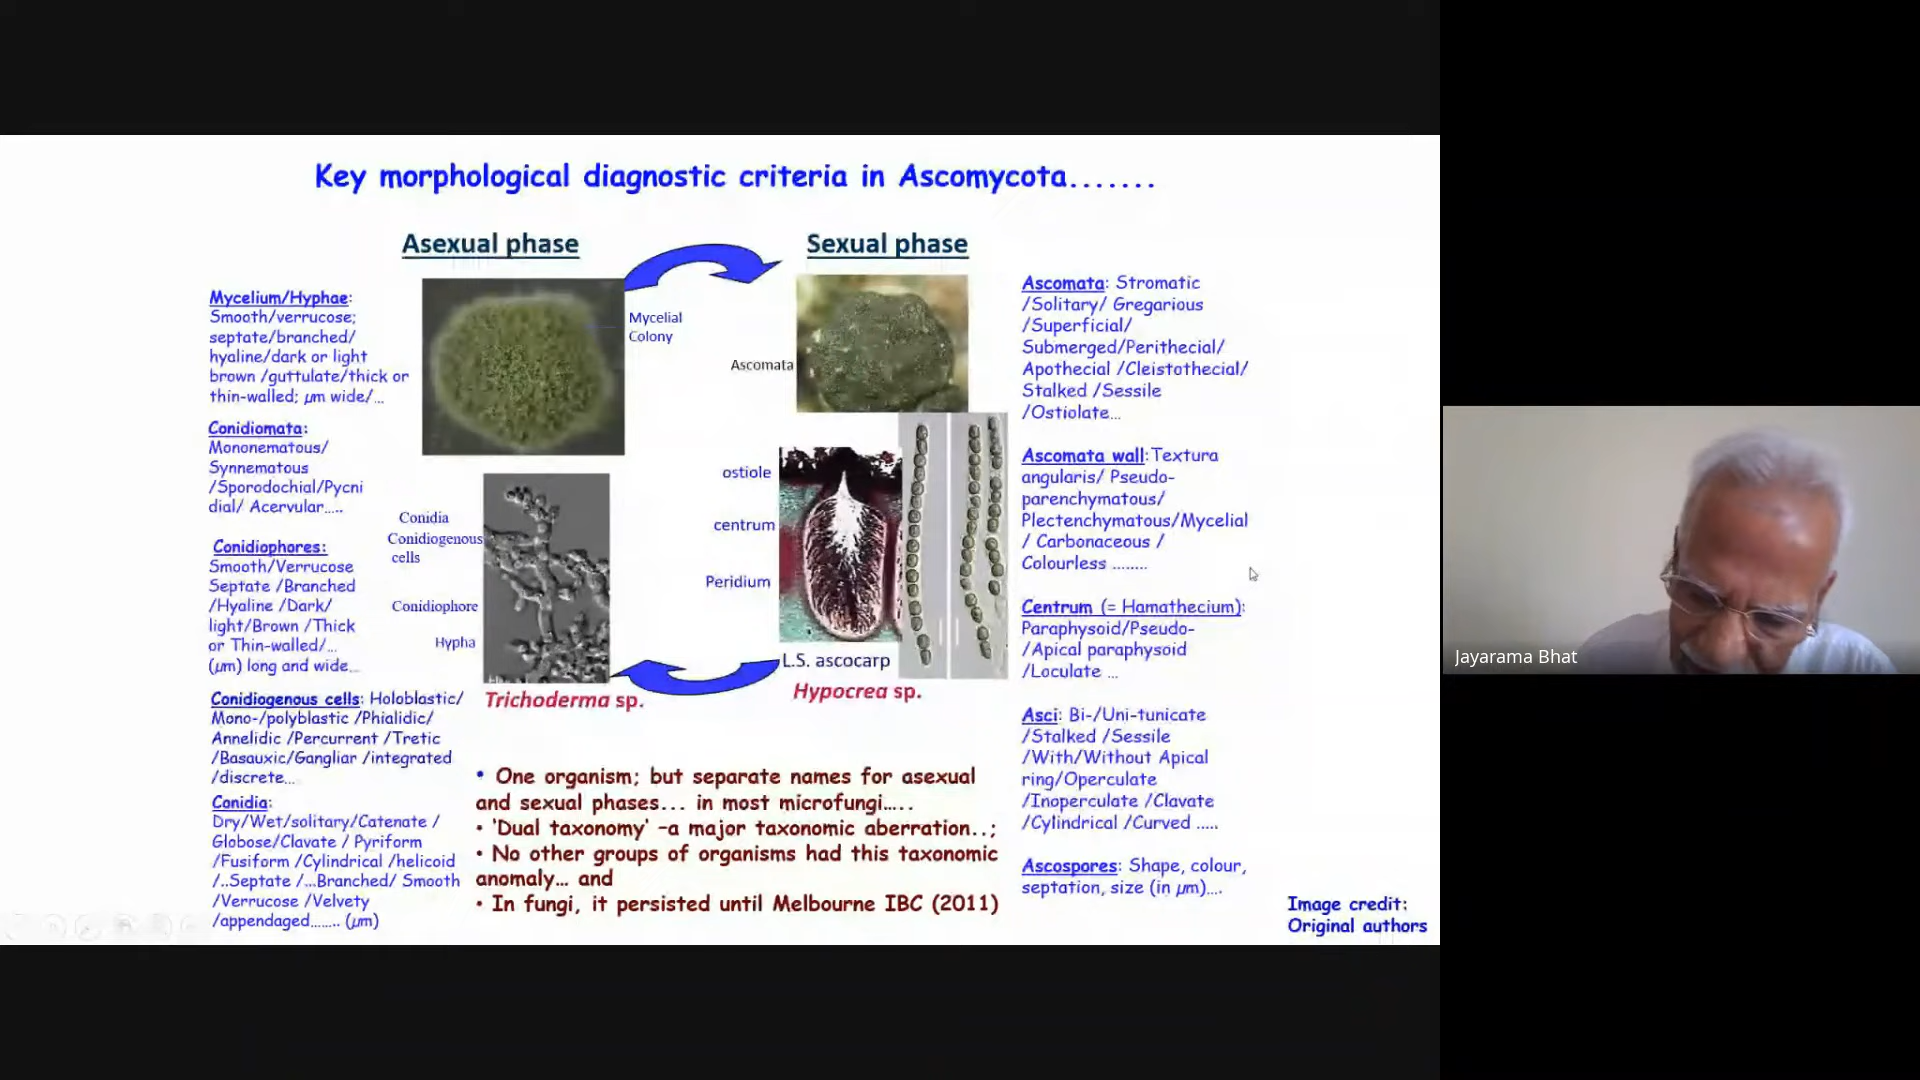 Key morphological diagnostic criteria in Ascomycota.......
Asexual phase
Mycelium/Hyphae:
Smooth/verrucose;
septate/branched/
hyaline/dark or light
brown /guttulate/thick or
thin-walled; µm wide/...
Conidiomata:
Mononematous/
Synnematous
/Sporodochial/Pycni
dial/ Acervular.....
Conidiophores:
Smooth/Verrucose
Septate /Branched
/Hyaline /Dark/
light/Brown /Thick
or Thin-walled/...
(µm) long and wide...
Conidiogenous cells: Holoblastic/
Mono-/polyblastic /Phialidic/
Annelidic /Percurrent /Tretic
/Basauxic/Gangliar /integrated
/discrete...
Conidia:
Dry/Wet/solitary/Catenate /
Globose/Clavate / Pyriform
/Fusiform /Cylindrical /helicoid
/..Septate /...Branched/ Smooth
/Verrucose /Velvety
/appendaged........ (µm)
Mycelial
Colony
Conidia
Conidiogenous
cells
Conidiophore
Hypha
Trichoderma sp.
Sexual phase
Ascomata
ostiole
centrum
Peridium
L.S. ascocarp
Hypocrea sp.
• One organism; but separate names for asexual
and sexual phases... in most microfungi.....
• 'Dual taxonomy' –a major taxonomic aberration..;
• No other groups of organisms had this taxonomic
anomaly... and
• In fungi, it persisted until Melbourne IBC (2011)
Ascomata: Stromatic
/Solitary/ Gregarious
/Superficial/
Submerged/Perithecial/
Apothecial /Cleistothecial/
Stalked /Sessile
/Ostiolate...
Ascomata wall:Textura
angularis/ Pseudo-
parenchymatous/
Plectenchymatous/Mycelial
/ Carbonaceous /
Colourless ........
Centrum (= Hamathecium):
Paraphysoid/Pseudo-
/Apical paraphysoid
/Loculate ...
Asci: Bi-/Uni-tunicate
/Stalked /Sessile
/With/Without Apical
ring/Operculate
/Inoperculate /Clavate
/Cylindrical /Curved .....
Ascospores: Shape, colour,
septation, size (in µm)....
Image credit:
Original authors
Jayarama Bhat